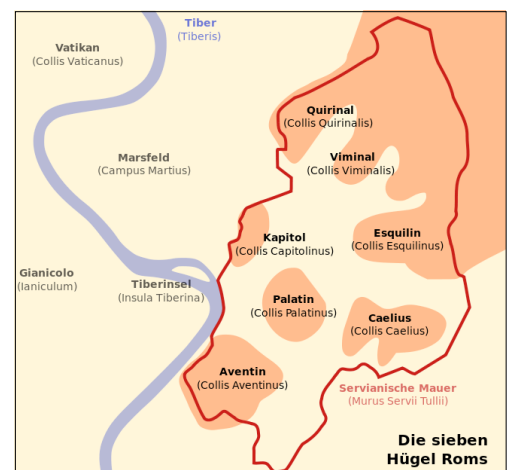 Tiber
(Tiberis)
Vatikan
(Collis Vaticanus)
Quirinal
(Collis Quirinalis)
Marsfeld
(Campus Martius)
Viminal
(Collis Viminalis)
Kapitol
(Collis Capitolinus)
Esquilin
(Collis Esquilinus)
Gianicolo
(Ianiculum)
Tiberinsel
(Insula Tiberina)
Palatin
(Collis Palatinus)
Caelius
(Collis Caelius)
Aventin
(Collis Aventinus)
Servianische Mauer
(Murus Servii Tullii)
Die sieben
Hügel Roms